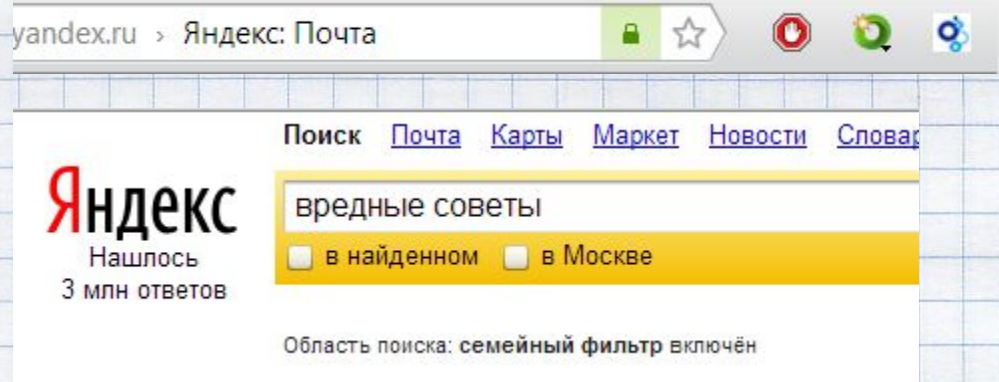 yandex.ru › Яндекс: Почта
Поиск Почта Карты Маркет Новости
Яндекс
вредные советы
Нашлось
3 млн ответов
в найденном в Москве
Область поиска: семейный фильтр включён